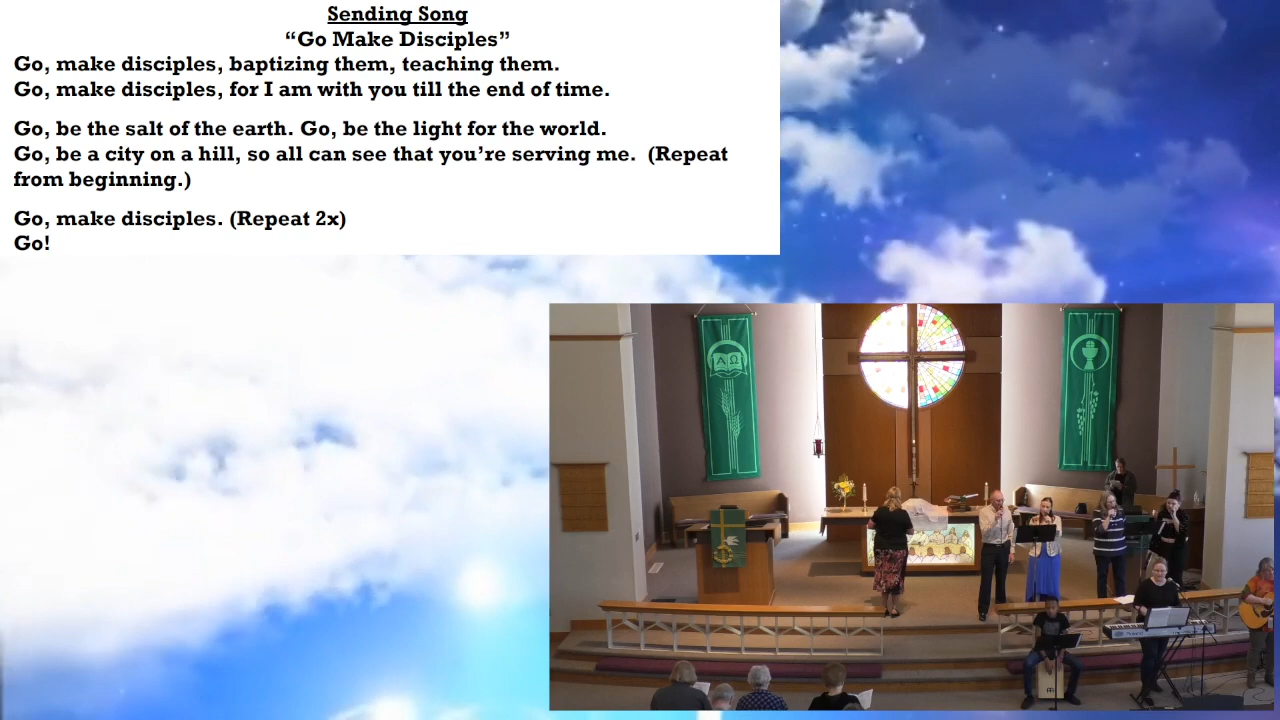 Sending Song
“Go Make Disciples”
Go, make disciples, baptizing them, teaching them.
Go, make disciples, for I am with you till the end of time.
Go, be the salt of the earth. Go, be the light for the world.
Go, be a city on a hill, so all can see that you’re serving me.  (Repeat
from beginning.)
Go, make disciples. (Repeat 2x)
Go!
Α Ω
Roland